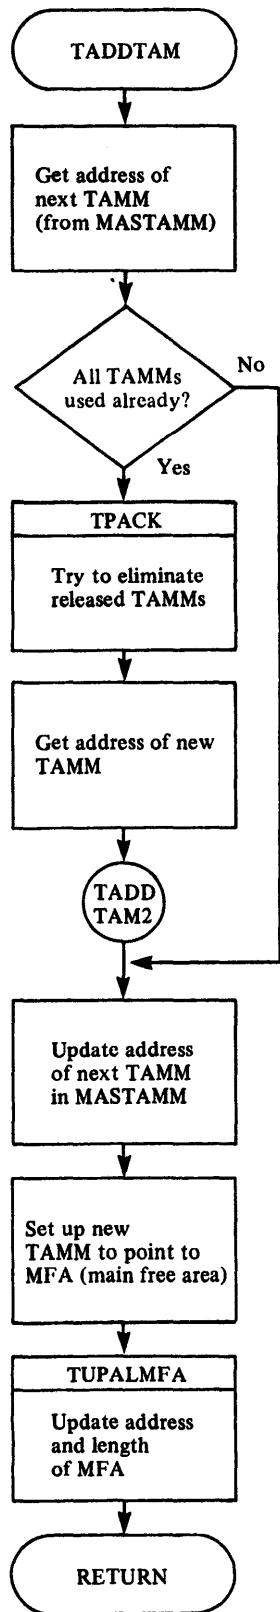 TADDTAM
Get address of
next TAMM
(from MASTAMM)
All TAMMs
used already?
No
Yes
TPACK
Try to eliminate
released TAMMs
Get address of new
TAMM
TADD
TAM2
Update address
of next TAMM
in MASTAMM
Set up new
TAMM to point to
MFA (main free area)
TUPALMFA
Update address
and length
of MFA
RETURN